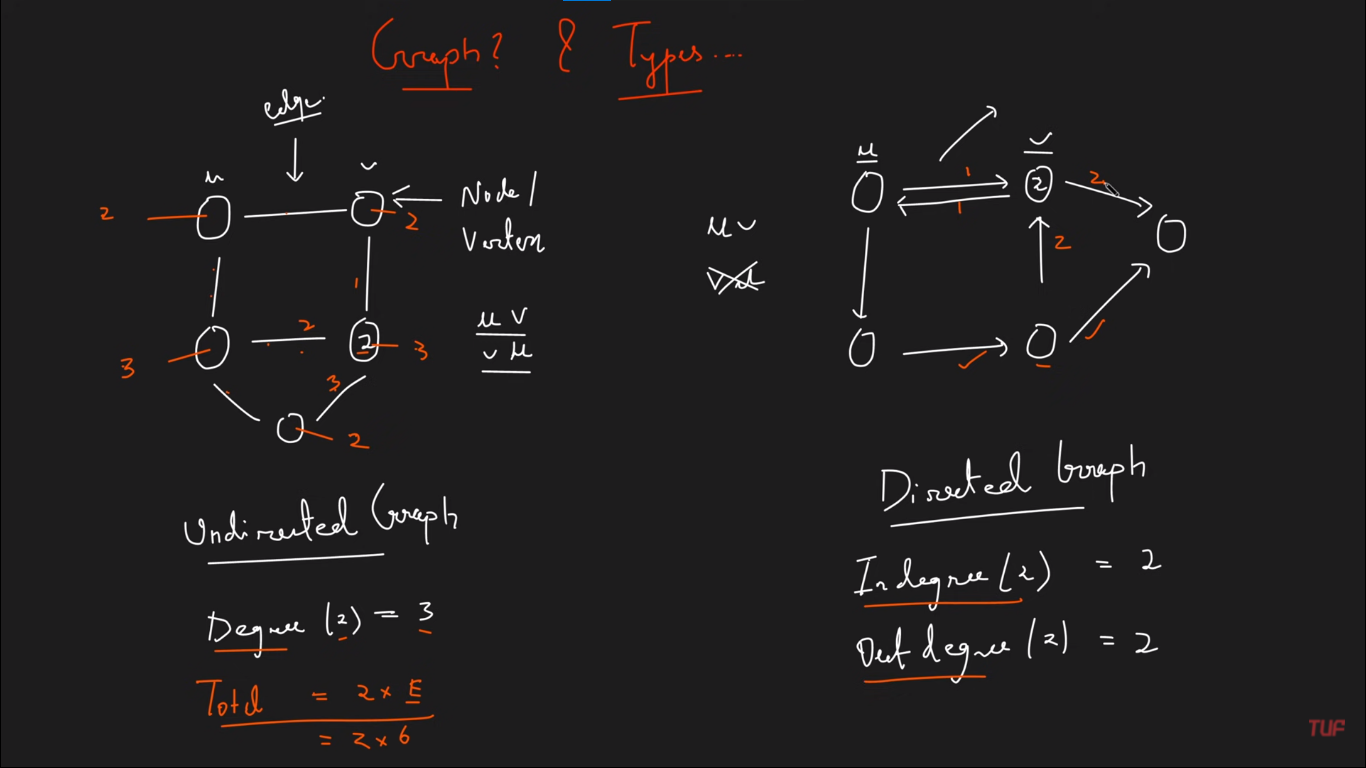 Graph? & Types...
edge
u v
Node/
Vertex
2 2
1
2
3 2 3
3
2
u v
v u
Undirected Graph
Degree (2) = 3
Total = 2 × E
= 2 × 6
u v
1 2 2
1
2
u v
v u
Directed Graph
Indegree (2) = 2
Outdegree (2) = 2
TUF